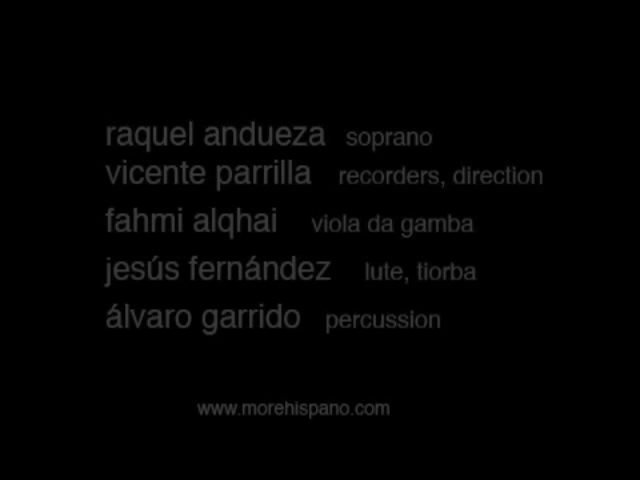 raquel andueza soprano
vicente parrilla recorders, direction
fahmi alqhai viola da gamba
jesús fernández lute, tiorba
álvaro garrido percussion
www.morehispano.com